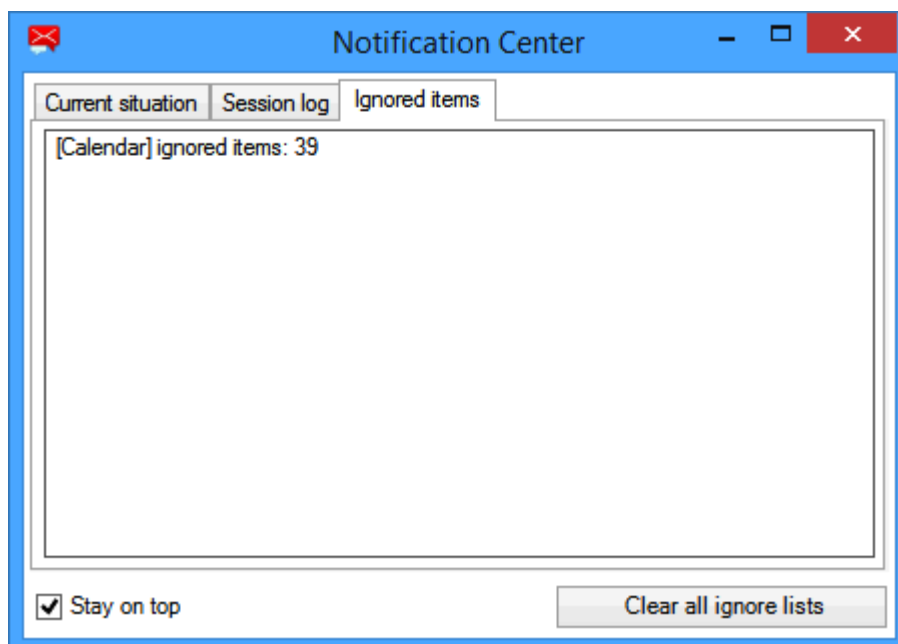 Notification Center
Current situation Session log Ignored items
[Calendar] ignored items: 39
Stay on top Clear all ignore lists